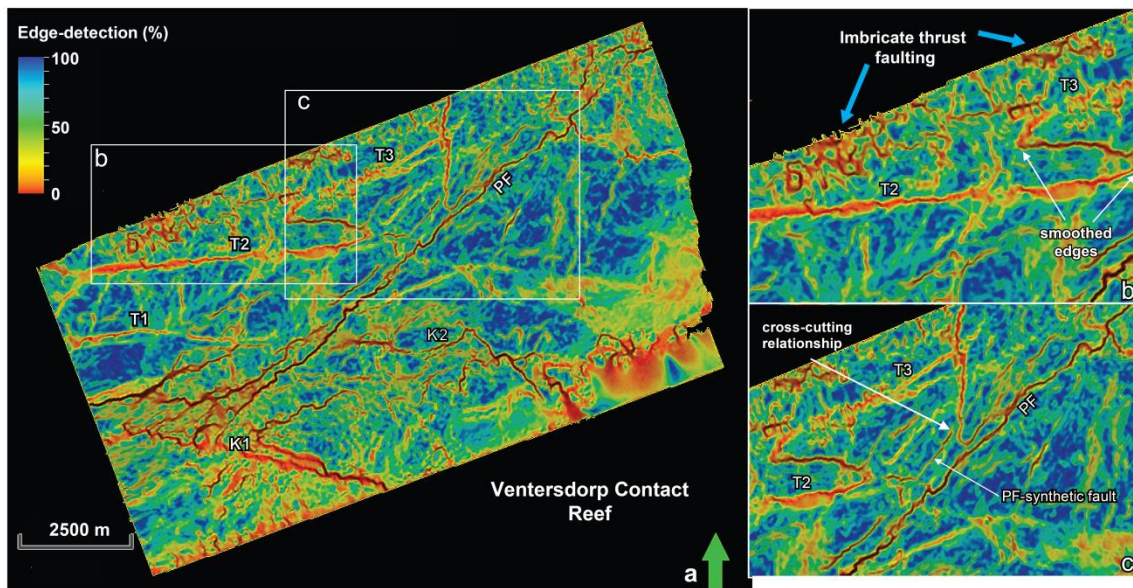 Edge-detection (%)
100
50
0
b
c
T3
PF
T2
T1
K2
K1
2500 m
Ventersdorp Contact
Reef
a
Imbricate thrust
faulting
T3
T2
smoothed
edges
b
cross-cutting
relationship
T3
PF
T2
PF-synthetic fault
c